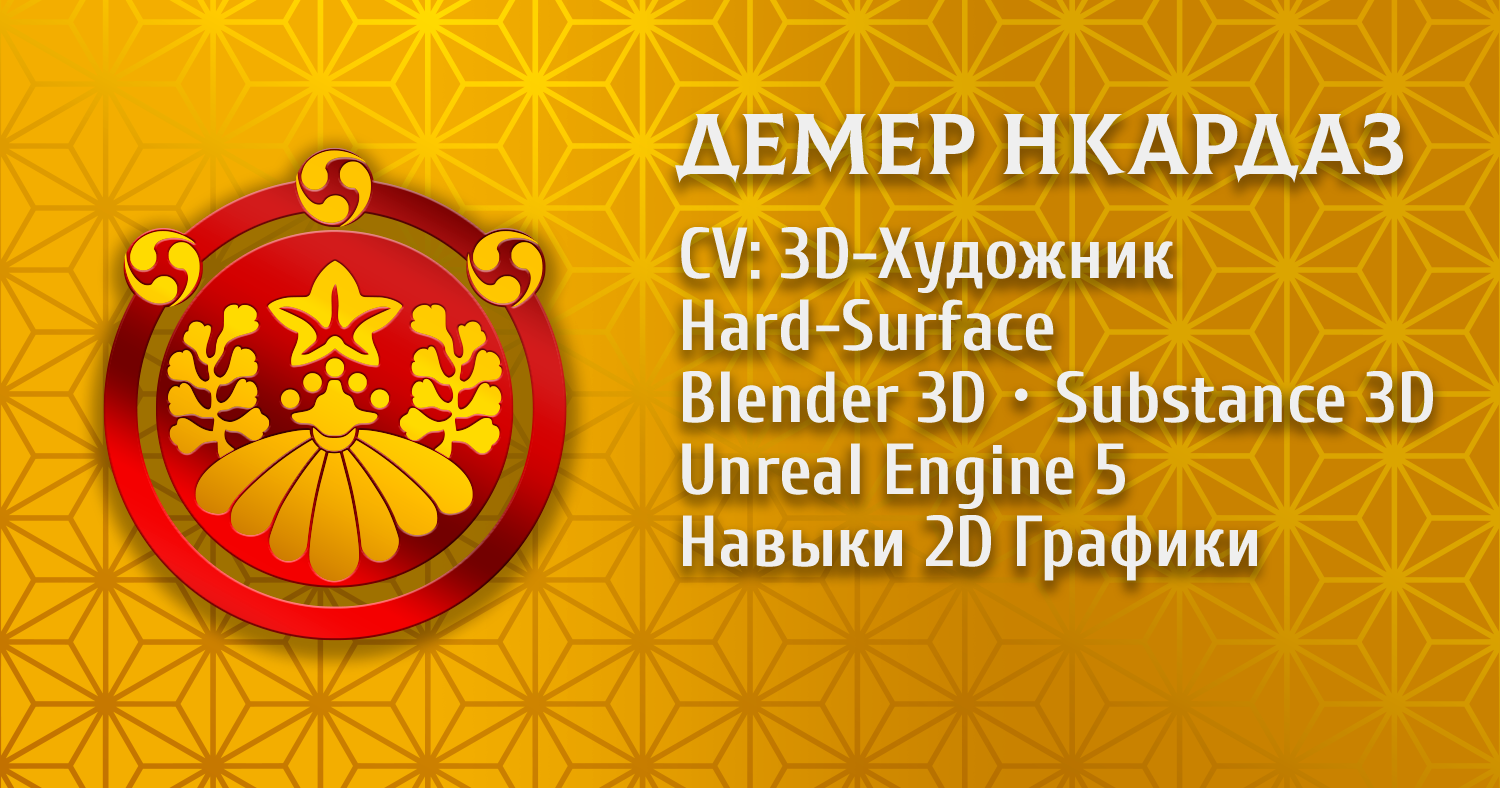 ДЕМЕР НКАРДАЗ
CV: 3D-Художник
Hard-Surface
Blender 3D • Substance 3D
Unreal Engine 5
Навыки 2D Графики